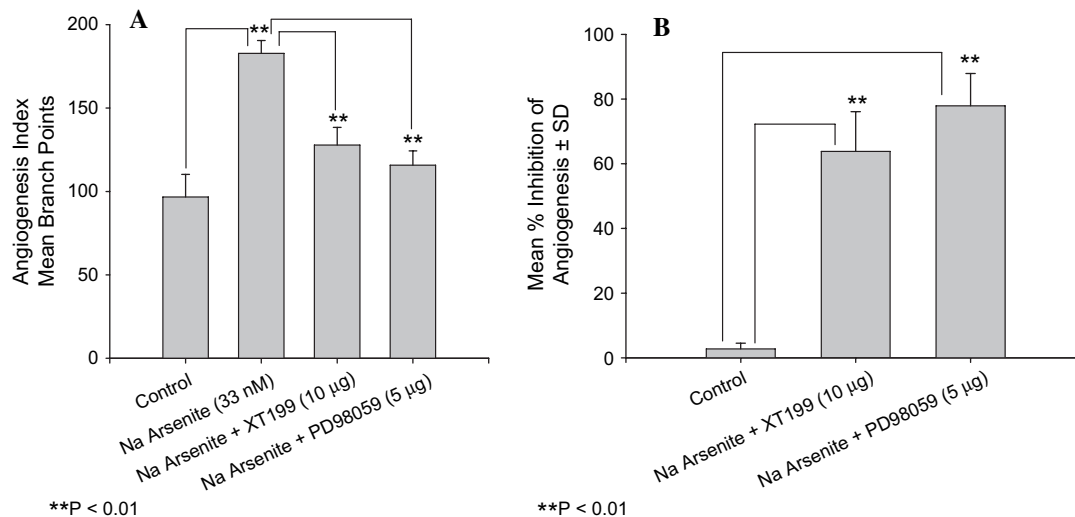 A
Angiogenesis Index
Mean Branch Points
200
150
100
50
0
**
**
**
Control
Na Arsenite (33 nM)
Na Arsenite + XT199 (10 μg)
Na Arsenite + PD98059 (5 μg)
**P < 0.01
B
Mean % Inhibition of
Angiogenesis ± SD
100
80
60
40
20
0
**
**
Control
Na Arsenite + XT199 (10 μg)
Na Arsenite + PD98059 (5 μg)
**P < 0.01